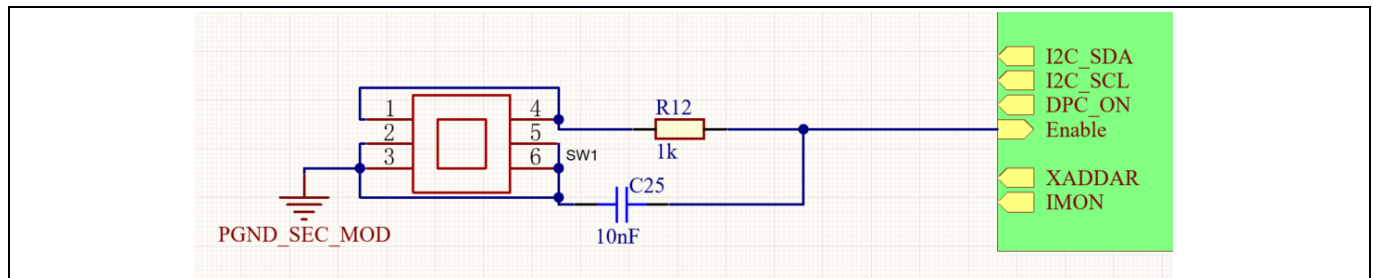 I2C_SDA
I2C_SCL
DPC_ON
Enable
XADDAR
IMON
1
2
3
4
5
6
SW1
R12
1k
C25
10nF
PGND_SEC_MOD